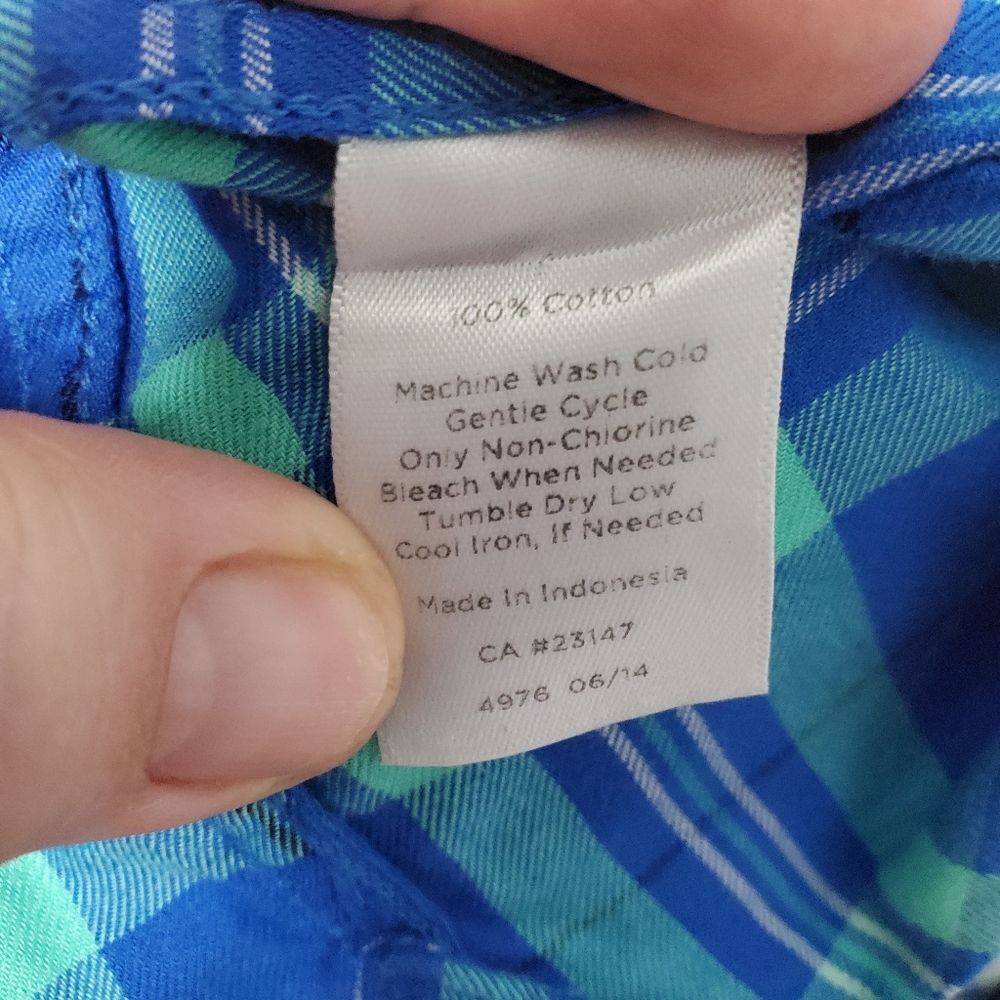 100% Cotton
Machine Wash Cold
Gentle Cycle
Only Non-Chlorine
Bleach When Needed
Tumble Dry Low
Cool Iron, If Needed
Made In Indonesia
CA #23147
4976 06/14